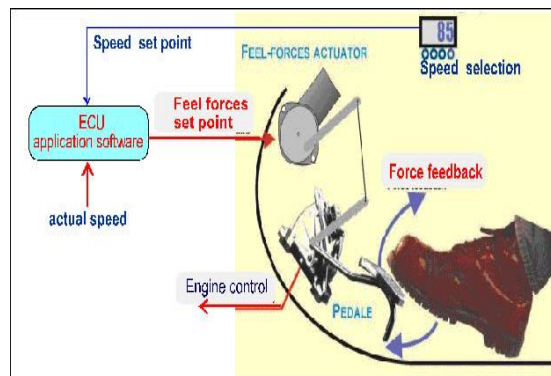 85
Speed set point
Speed selection
FEEL-FORCES ACTUATOR
Feel forces
set point
ECU
application software
Force feedback
actual speed
Engine control
PEDALE